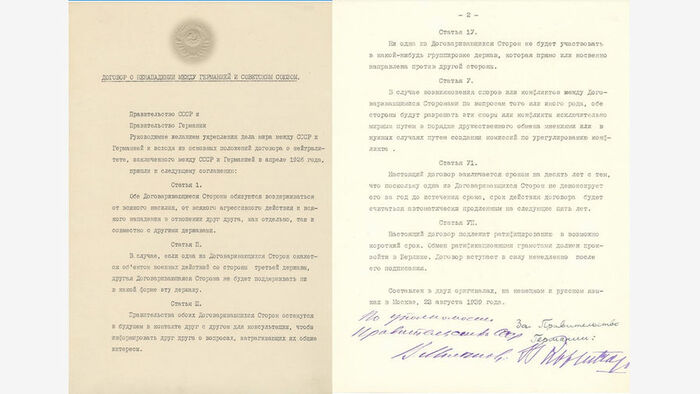 ДОГОВОР О НЕНАПАДЕНИИ МЕЖДУ ГЕРМАНИЕЙ И СОВЕТСКИМ СОЮЗОМ.
Правительство СССР и
Правительство Германии
Руководимые желанием укрепления дела мира между СССР и
Германией и исходя из основных положений договора о нейтрали-
тете, заключенного между СССР и Германией в апреле 1926 года,
пришли к следующему соглашению:
Статья I.
Обе Договаривающиеся Стороны обязуются воздерживаться
от всякого насилия, от всякого агрессивного действия и вся-
кого нападения в отношении друг друга, как отдельно, так и
совместно с другими державами.
Статья II.
В случае, если одна из Договаривающихся Сторон окажет-
ся об'ектом военных действий со стороны третьей державы,
другая Договаривающаяся Сторона не будет поддерживать ни
в какой форме эту державу.
Статья III.
Правительства обоих Договаривающихся Сторон останутся
в будущем в контакте друг с другом для консультации, чтобы
информировать друг друга о вопросах, затрагивающих их общие
интересы.
- 2 -
Статья IУ.
Ни одна из Договаривающихся Сторон не будет участвовать
в какой-нибудь группировке держав, которая прямо или косвенно
направлена против другой стороны.
Статья У.
В случае возникновения споров или конфликтов между Дого-
варивающимися Сторонами по вопросам того или иного рода, обе
стороны будут разрешать эти споры или конфликты исключительно
мирным путем в порядке дружественного обмена мнениями или в
нужных случаях путем создания комиссий по урегулированию конф-
ликта .
Статья У1.
Настоящий договор заключается сроком на десять лет с тем,
что поскольку одна из Договаривающихся Сторон не денонсирует
его за год до истечения срока, срок действия договора будет
считаться автоматически продленным на следующие пять лет.
Статья УII.
Настоящий договор подлежит ратифицированию в возможно
короткий срок. Обмен ратификационными грамотами должен произ-
войти в Берлине. Договор вступает в силу немедленно после
его подписания.
Составлен в двух оригиналах, на немецком и русском язы-
ках в Москве, 23 августа 1939 года.
По уполномочию
Правительства СССР
В. Молотов
За Правительство
Германии: